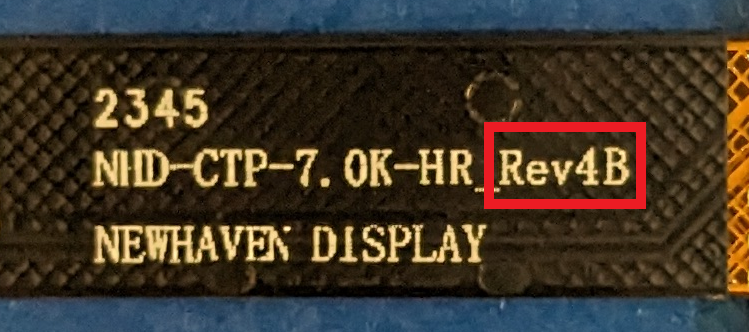 2345
NHD-CTP-7.0K-HR_Rev4B
NEWHAVEN DISPLAY